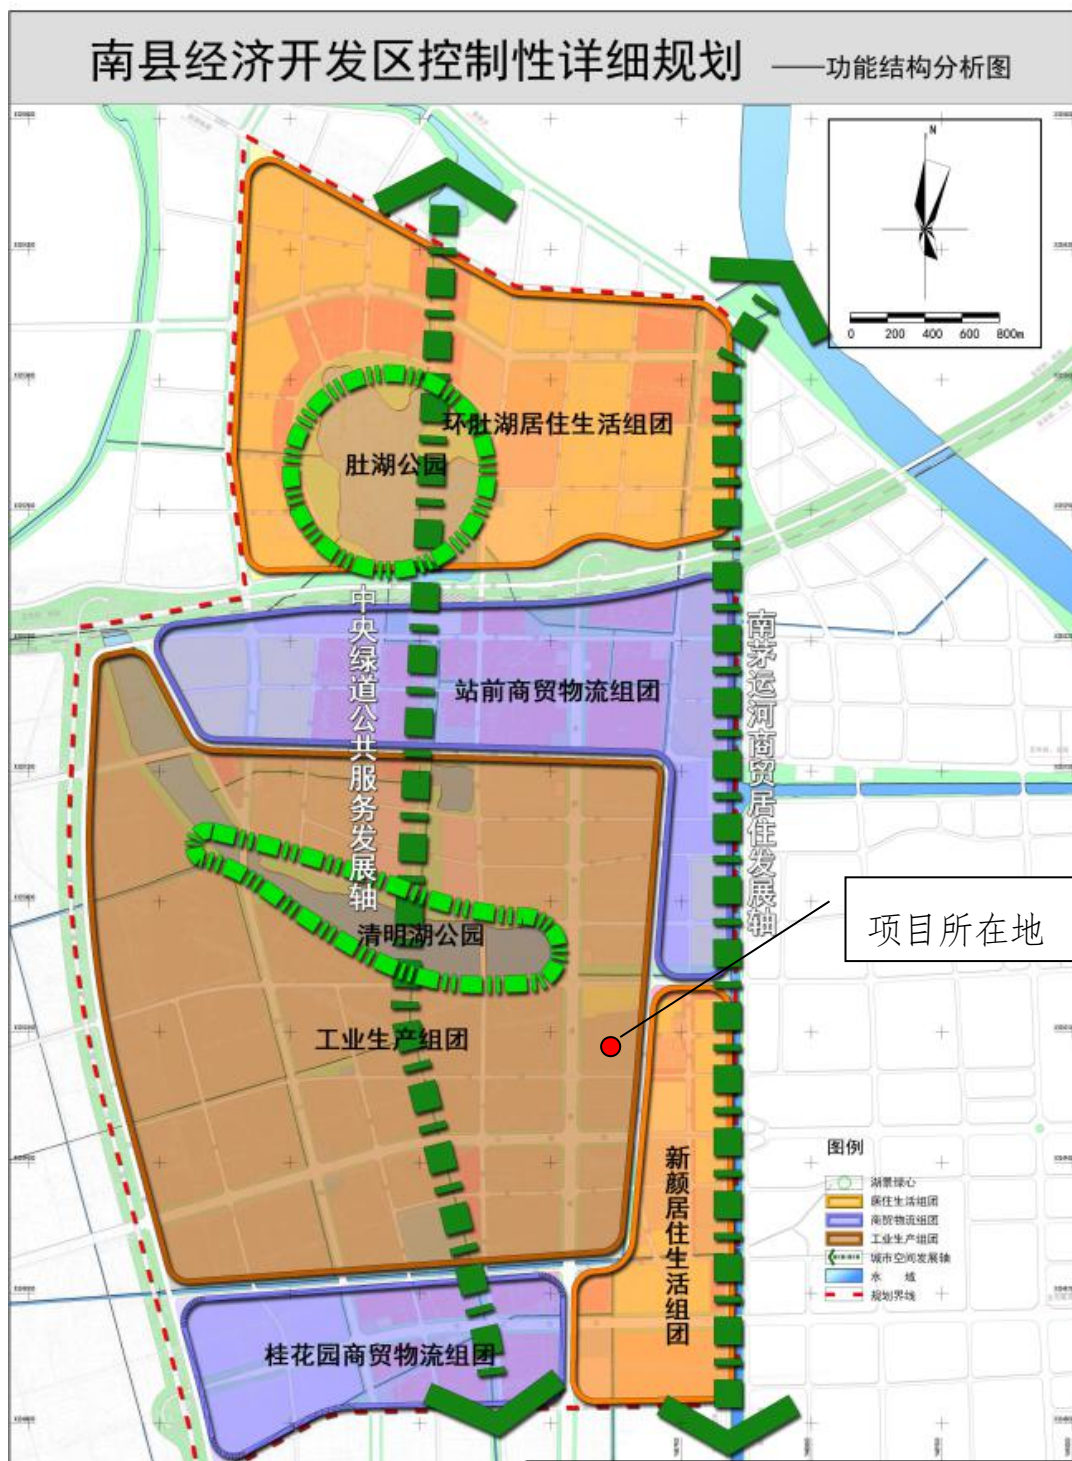 南县经济开发区控制性详细规划 ——功能结构分析图
N
0 200 400 600 800m
环肚湖居住生活组团
肚湖公园
中央绿道公共服务发展轴
南茅运河商贸居住发展轴
站前商贸物流组团
项目所在地
清明湖公园
工业生产组团
新颜居住生活组团
桂花园商贸物流组团
图例
湖景绿心
居住生活组团
商贸物流组团
工业生产组团
城市空间发展轴
水 域
规划界线